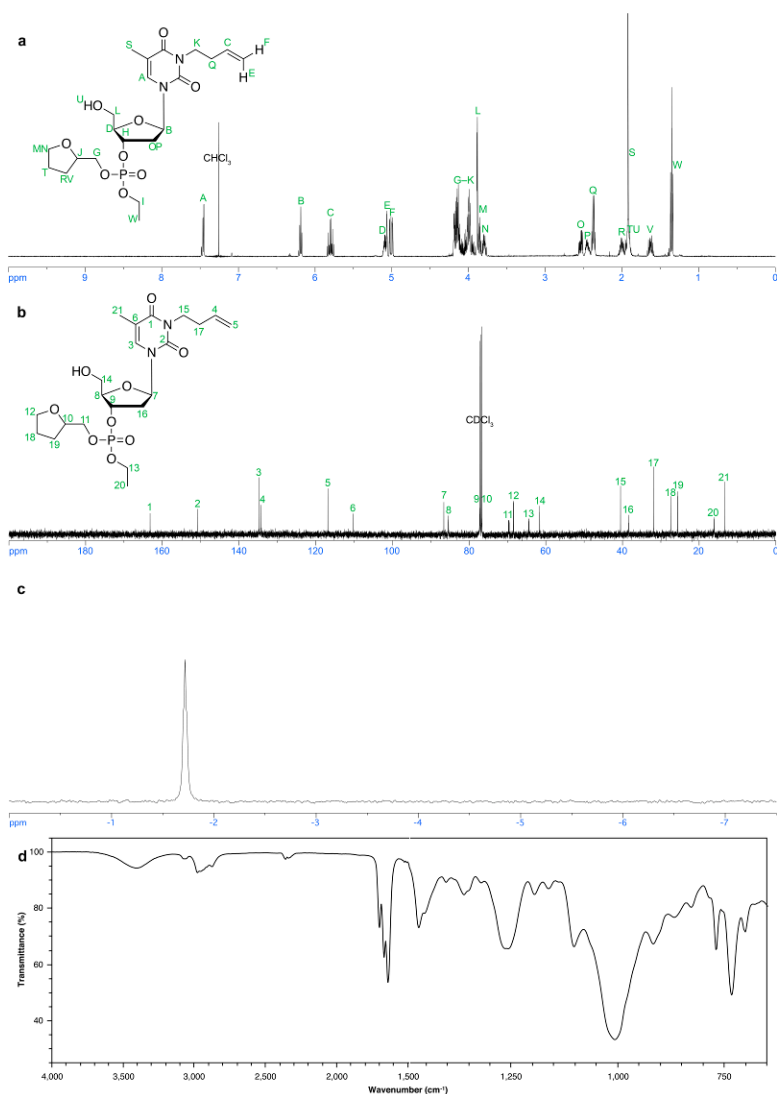 a
S
O
K
C
H
F
N
Q
H
E
A
N
O
U
HO
L
O
D
H
B
O
OP
MN
O
J
G
O
P
O
T
RV
O
I
W
CHCl3
A
B
C
D
E
F
G–K
L
M
N
O
P
Q
R
S
TU
V
W
ppm
9
8
7
6
5
4
3
2
1
0
b
21
O
15
4
6
1
N
17
5
3
2
N
O
HO
14
O
8
9
7
O
16
12
O
10
11
O
P
O
18
19
O
13
20
CDCl3
1
2
3
4
5
6
7
8
9
10
11
12
13
14
15
16
17
18
19
20
21
ppm
180
160
140
120
100
80
60
40
20
0
c
ppm
-1
-2
-3
-4
-5
-6
-7
d
100
80
60
40
Transmittance (%)
4,000
3,400
3,000
2,000
1,500
1,250
1,000
750
Wavenumber (cm⁻¹)